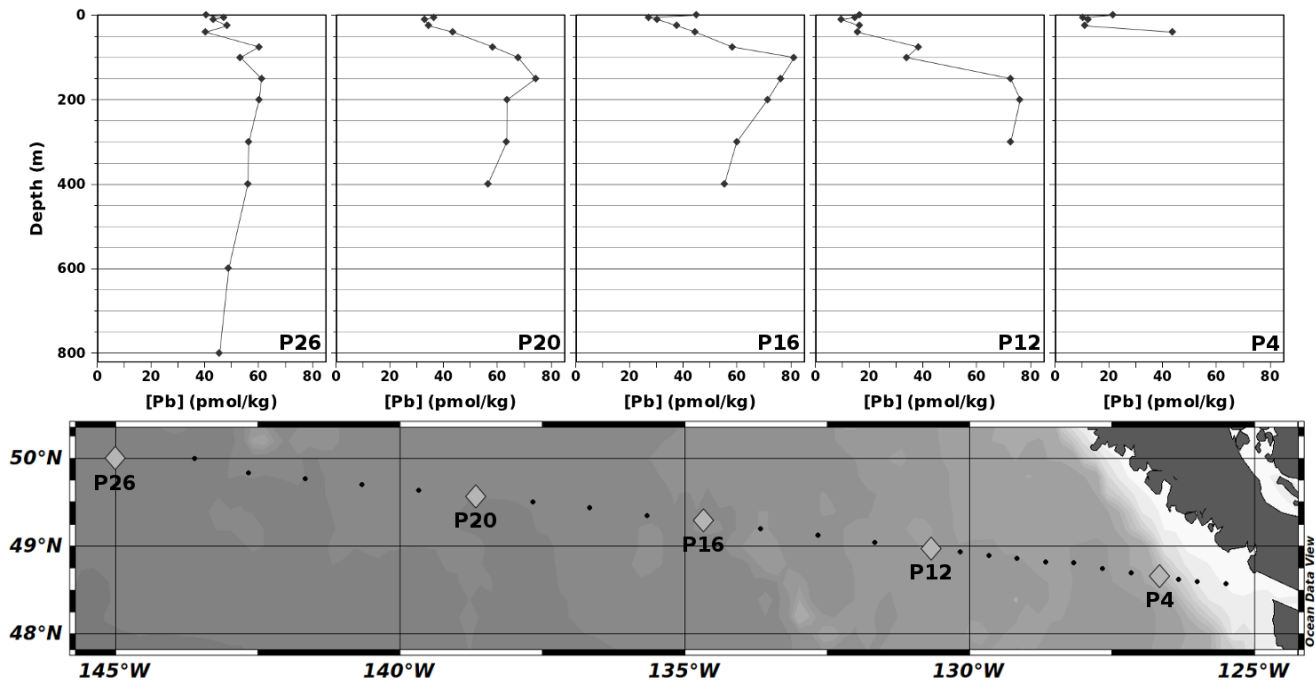 0
200
400
600
800
Depth (m)
P26
P20
P16
P12
P4
0 20 40 60 80
0 20 40 60 80
0 20 40 60 80
0 20 40 60 80
0 20 40 60 80
[Pb] (pmol/kg)
[Pb] (pmol/kg)
[Pb] (pmol/kg)
[Pb] (pmol/kg)
[Pb] (pmol/kg)
50°N
49°N
48°N
P26
P20
P16
P12
P4
Ocean Data View
145°W
140°W
135°W
130°W
125°W